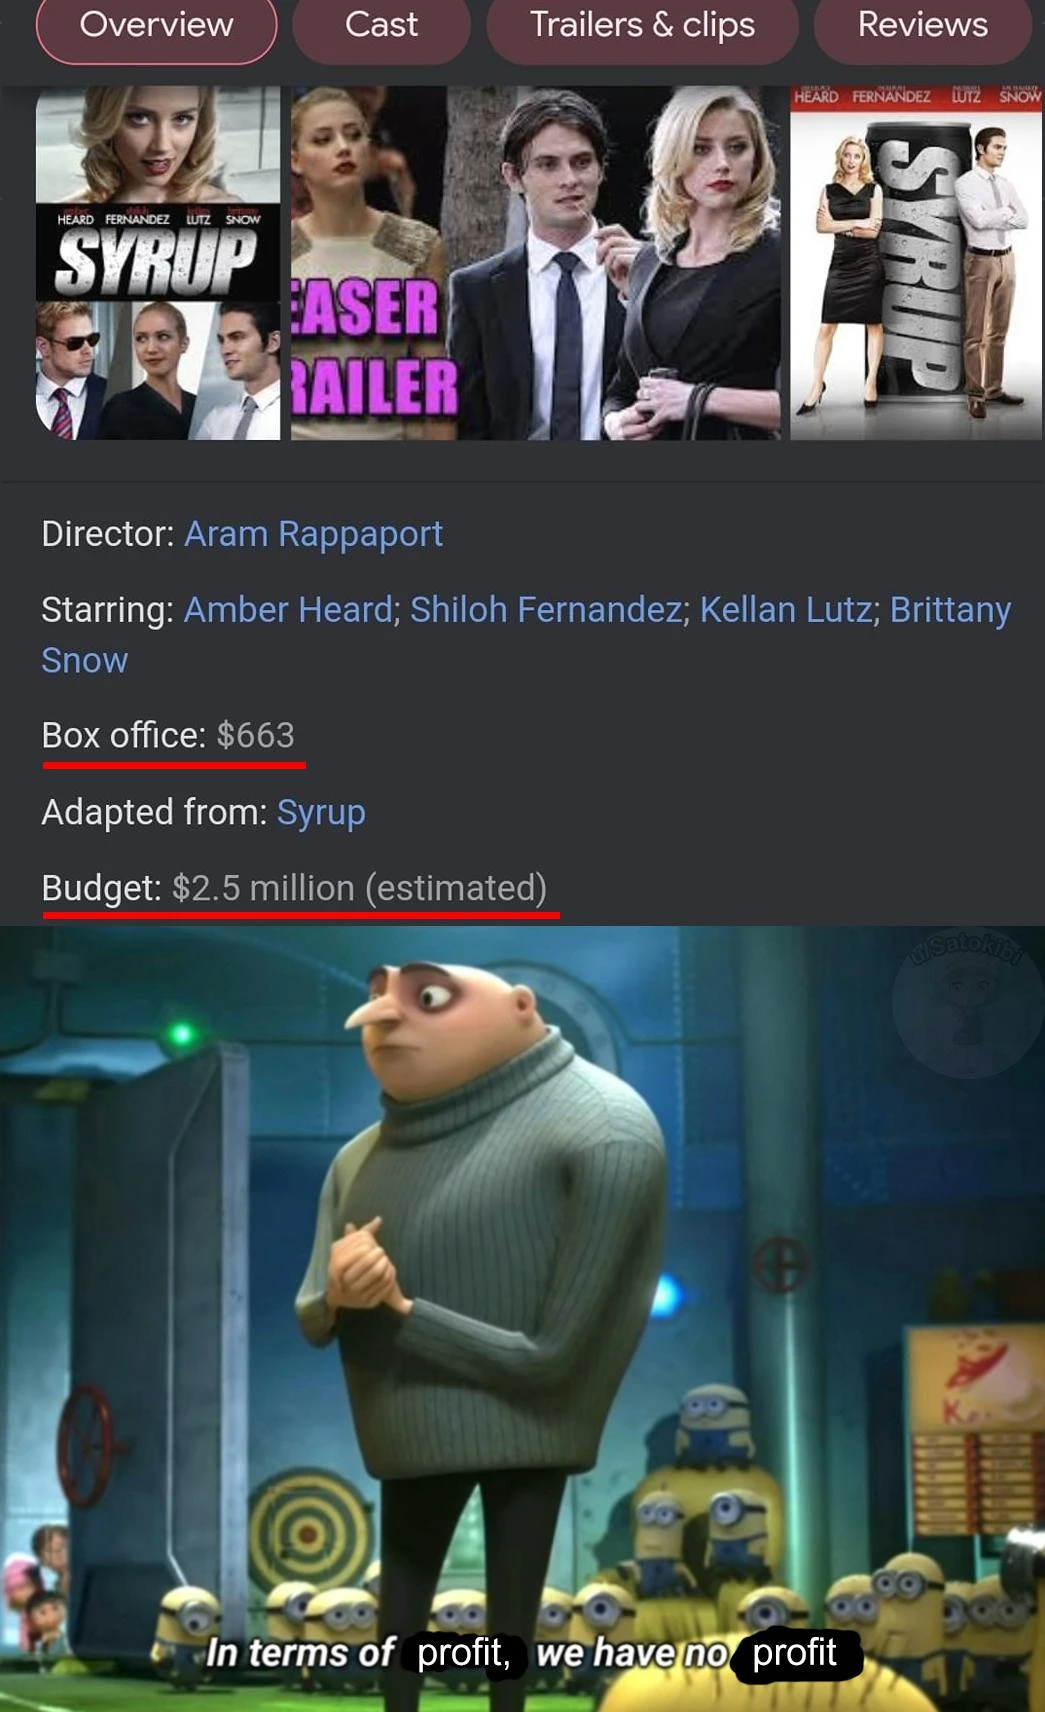 Overview
Cast
Trailers & clips
Reviews
HEARD FERNANDEZ LUTZ SNOW
SYRUP
EASER
RAILER
HEARD FERNANDEZ LUTZ SNOW
SYRUP
Director: Aram Rappaport
Starring: Amber Heard; Shiloh Fernandez; Kellan Lutz; Brittany
Snow
Box office: $663
Adapted from: Syrup
Budget: $2.5 million (estimated)
u/Satokibi
In terms of profit, we have no profit